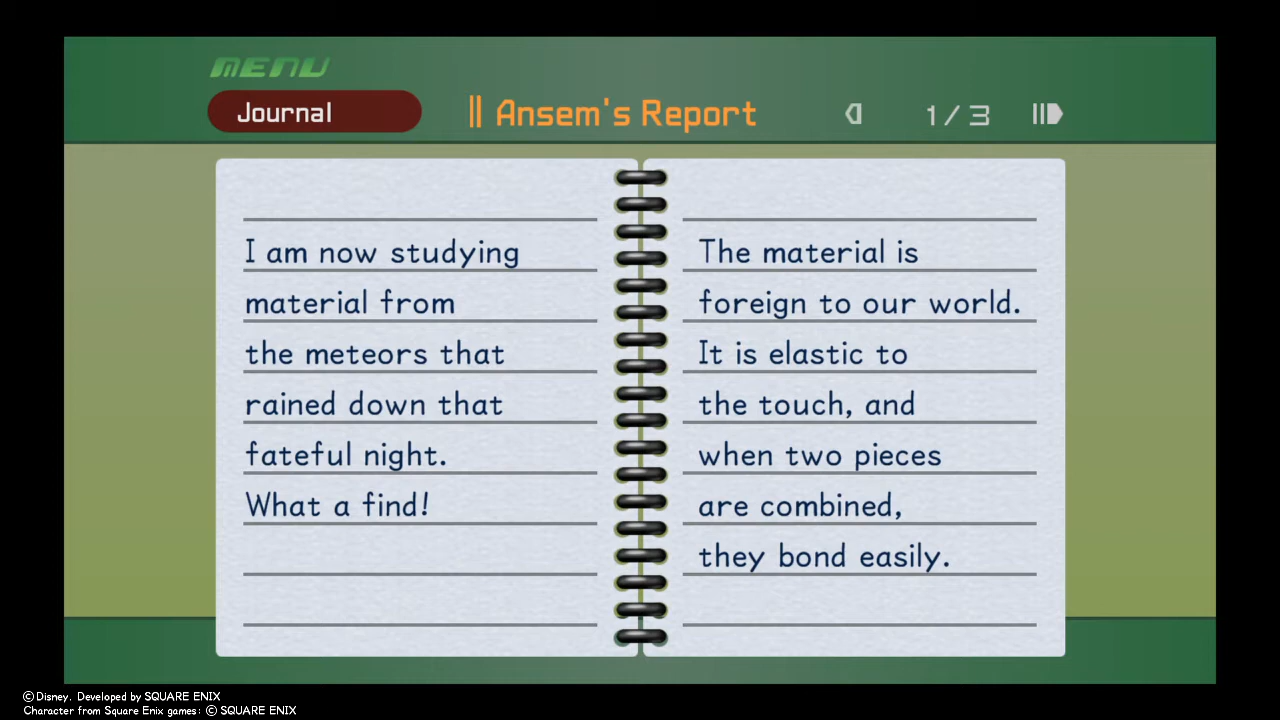 MENU
Journal
Ansem's Report
1/3
I am now studying
material from
the meteors that
rained down that
fateful night.
What a find!
The material is
foreign to our world.
It is elastic to
the touch, and
when two pieces
are combined,
they bond easily.
©Disney. Developed by SQUARE ENIX
Character from Square Enix games: © SQUARE ENIX